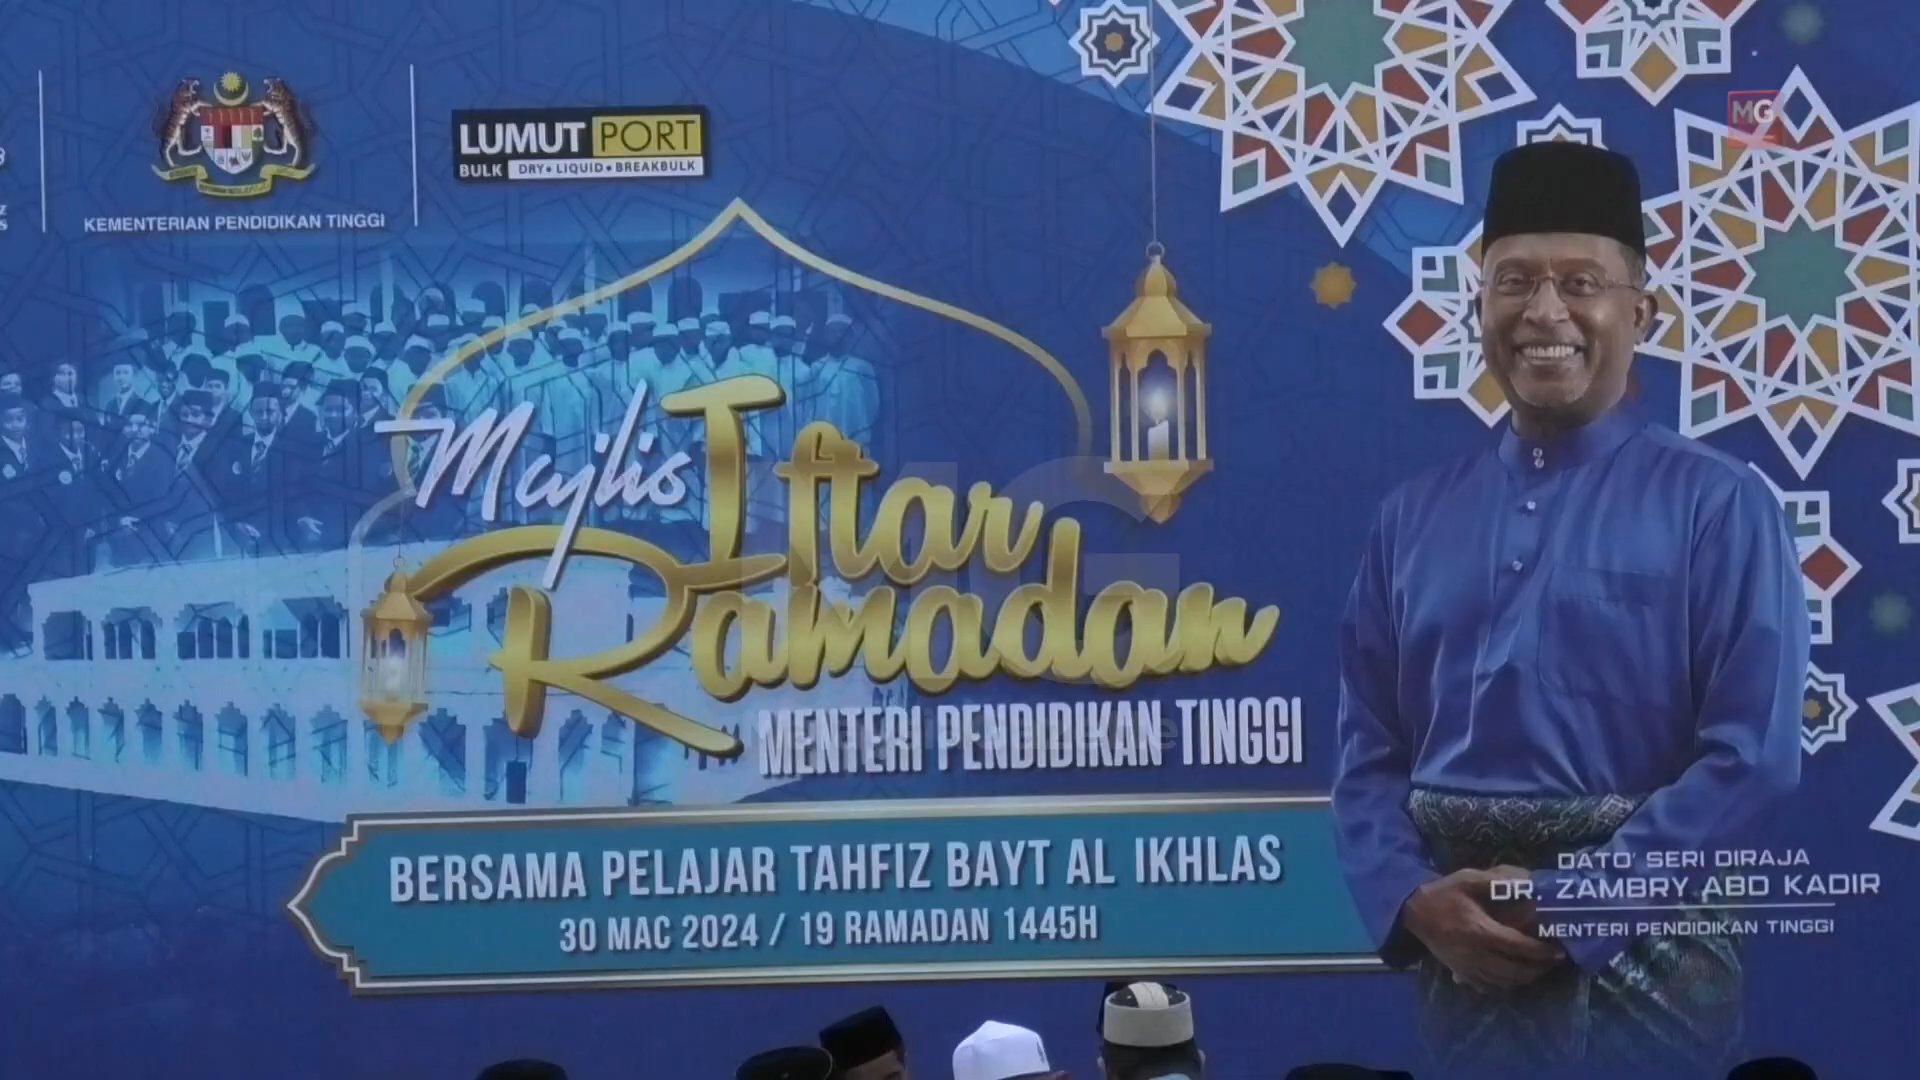 KEMENTERIAN PENDIDIKAN TINGGI
LUMUT PORT
BULK DRY • LIQUID • BREAKBULK
MG
Majlis Iftar
Ramadan
MENTERI PENDIDIKAN TINGGI
BERSAMA PELAJAR TAHFIZ BAYT AL IKHLAS
30 MAC 2024 / 19 RAMADAN 1445H
DATO' SERI DIRAJA
DR. ZAMBRY ABD KADIR
MENTERI PENDIDIKAN TINGGI